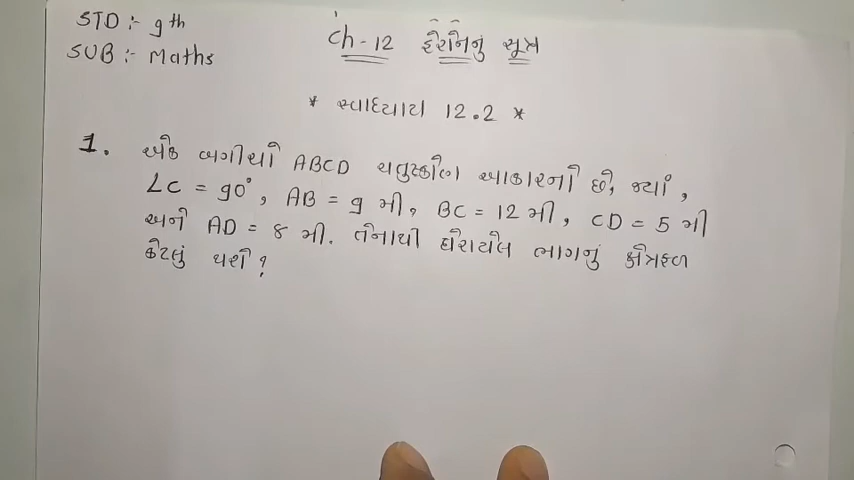 STD :- 9th
SUB :- Maths
Ch - 12 હેરોનનું સૂત્ર
* સ્વાધ્યાય 12.2 *
1. એક બગીચો ABCD ચતુષ્કોણ આકારનો છે, જ્યાં,
∠C = 90°, AB = 9 મી, BC = 12 મી, CD = 5 મી
અને AD = 8 મી. તેનાથી ઘેરાયેલ ભાગનું ક્ષેત્રફળ
કેટલું થશે?